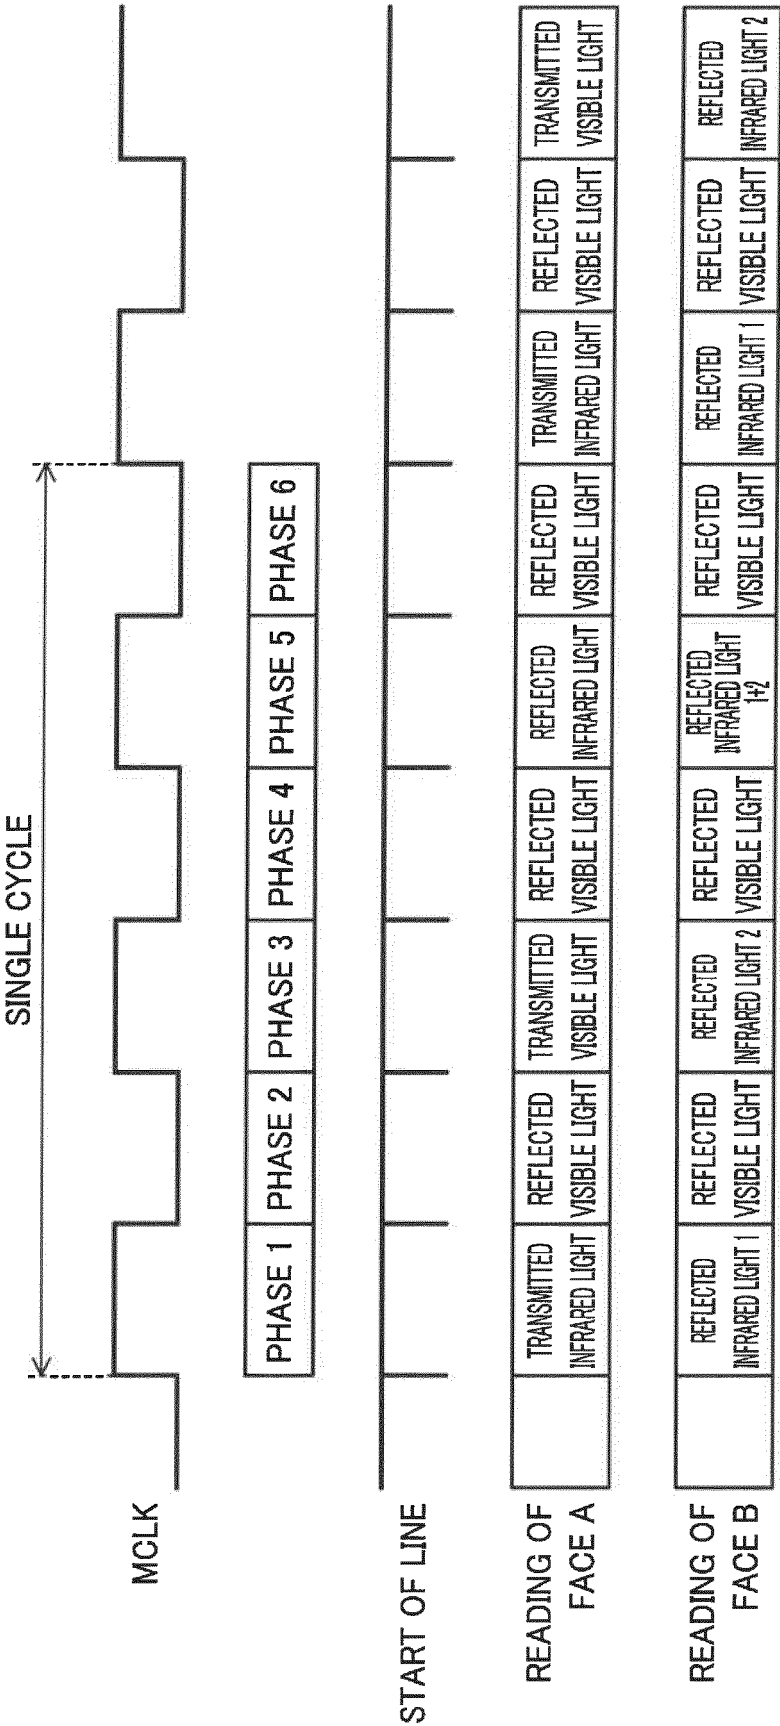 SINGLE CYCLE
MCLK
PHASE 1
PHASE 2
PHASE 3
PHASE 4
PHASE 5
PHASE 6
START OF LINE
READING OF
FACE A
TRANSMITTED
INFRARED LIGHT
REFLECTED
VISIBLE LIGHT
TRANSMITTED
VISIBLE LIGHT
REFLECTED
VISIBLE LIGHT
REFLECTED
INFRARED LIGHT
REFLECTED
VISIBLE LIGHT
TRANSMITTED
INFRARED LIGHT
REFLECTED
VISIBLE LIGHT
TRANSMITTED
VISIBLE LIGHT
READING OF
FACE B
REFLECTED
INFRARED LIGHT 1
REFLECTED
VISIBLE LIGHT
REFLECTED
INFRARED LIGHT 2
REFLECTED
VISIBLE LIGHT
REFLECTED
INFRARED LIGHT
1+2
REFLECTED
VISIBLE LIGHT
REFLECTED
INFRARED LIGHT 1
REFLECTED
VISIBLE LIGHT
REFLECTED
INFRARED LIGHT 2